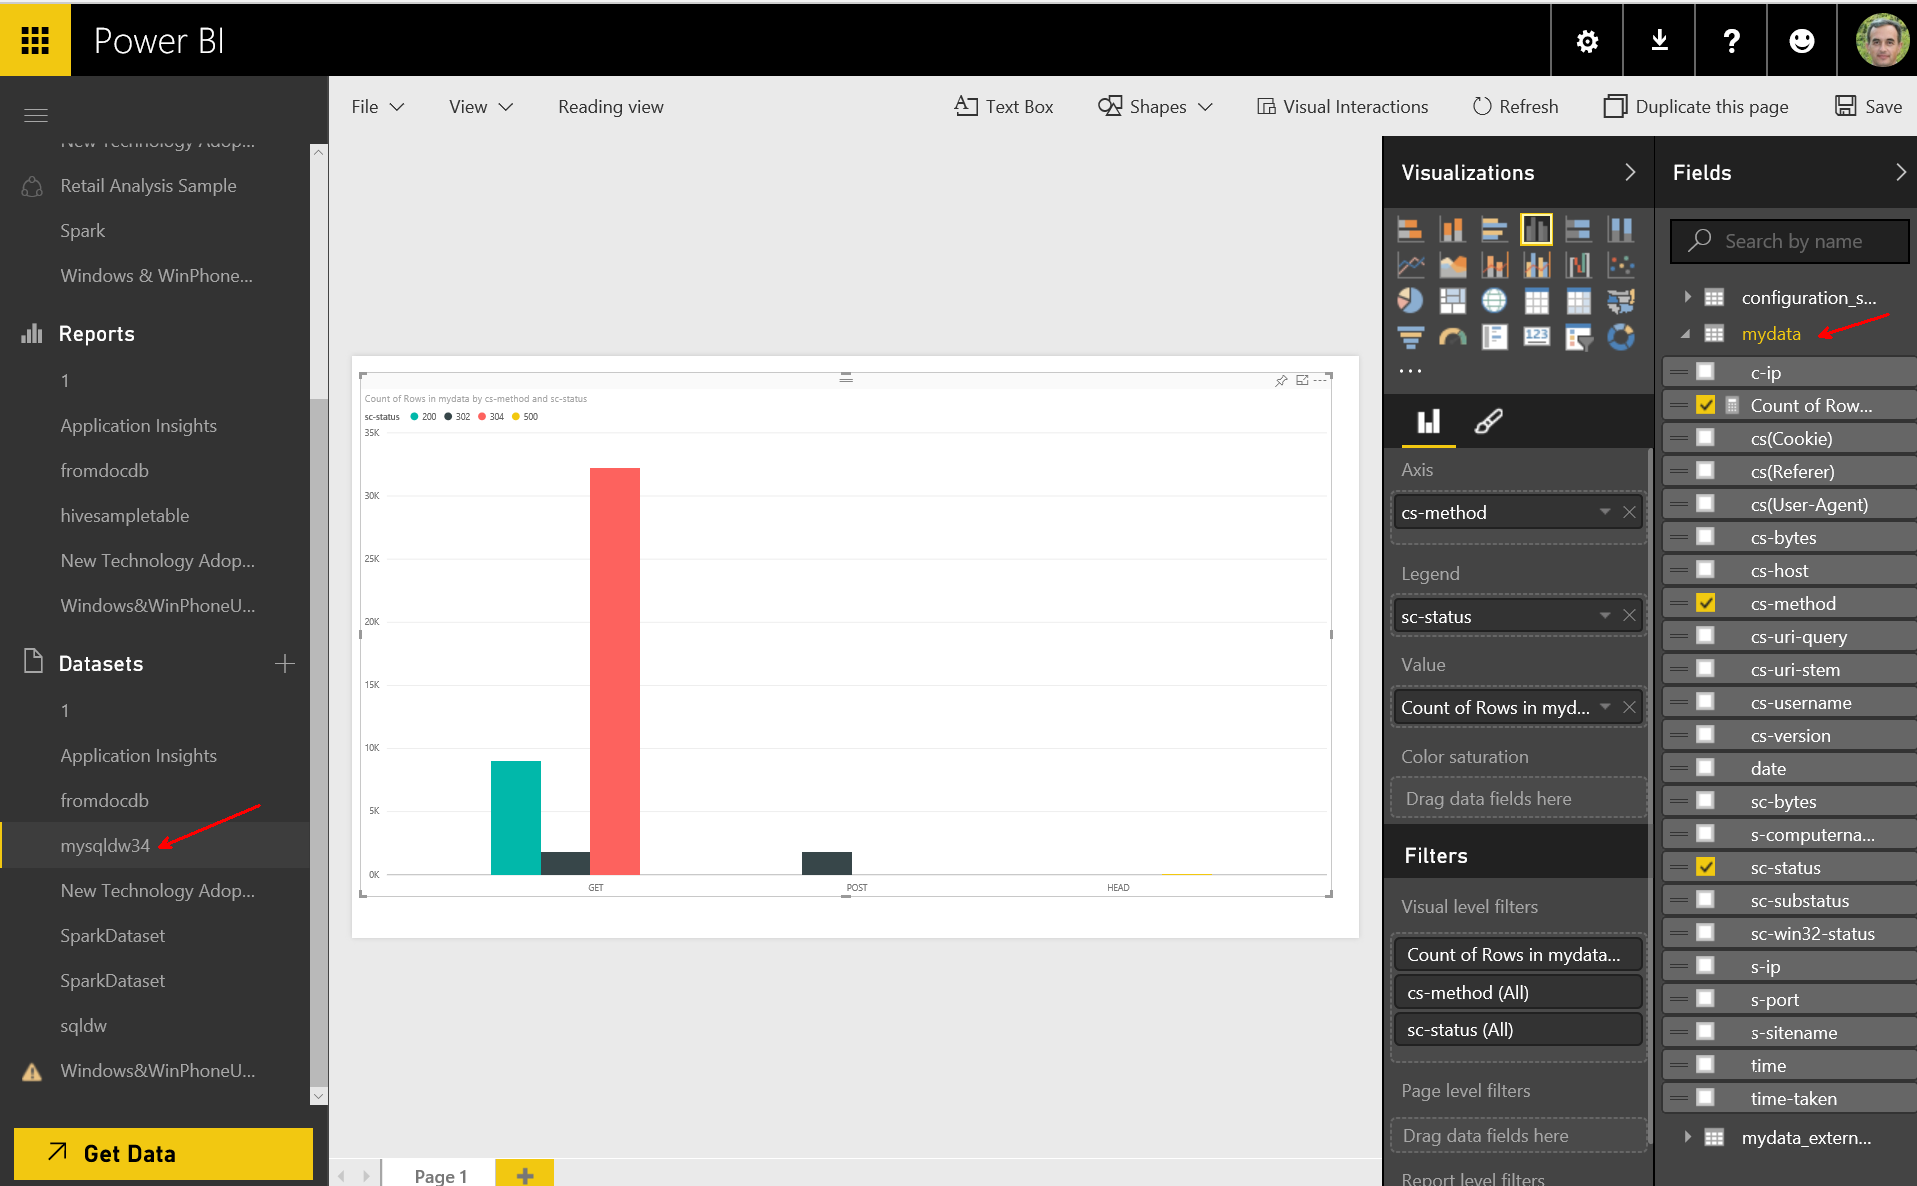 Power BI
?
File
View
Reading view
Text Box
Shapes
Visual Interactions
Refresh
Duplicate this page
Save
New Technology Adop...
Retail Analysis Sample
Spark
Windows & WinPhone...
Reports
1
Application Insights
fromdocdb
hivesampletable
New Technology Adop...
Windows&WinPhoneU...
Datasets
1
Application Insights
fromdocdb
mysqldw34
New Technology Adop...
SparkDataset
SparkDataset
sqldw
Windows&WinPhoneU...
Get Data
Count of Rows in mydata by cs-method and sc-status
sc-status 200 302 304 500
35K
30K
25K
20K
15K
10K
5K
0K
GET
POST
HEAD
Page 1
Visualizations
123
Axis
cs-method
Legend
sc-status
Value
Count of Rows in myd...
Color saturation
Drag data fields here
Filters
Visual level filters
Count of Rows in mydata...
cs-method (All)
sc-status (All)
Page level filters
Drag data fields here
Report level filters
Fields
Search by name
configuration_s...
mydata
c-ip
Count of Row...
cs(Cookie)
cs(Referer)
cs(User-Agent)
cs-bytes
cs-host
cs-method
cs-uri-query
cs-uri-stem
cs-username
cs-version
date
sc-bytes
s-computerna...
sc-status
sc-substatus
sc-win32-status
s-ip
s-port
s-sitename
time
time-taken
mydata_extern...